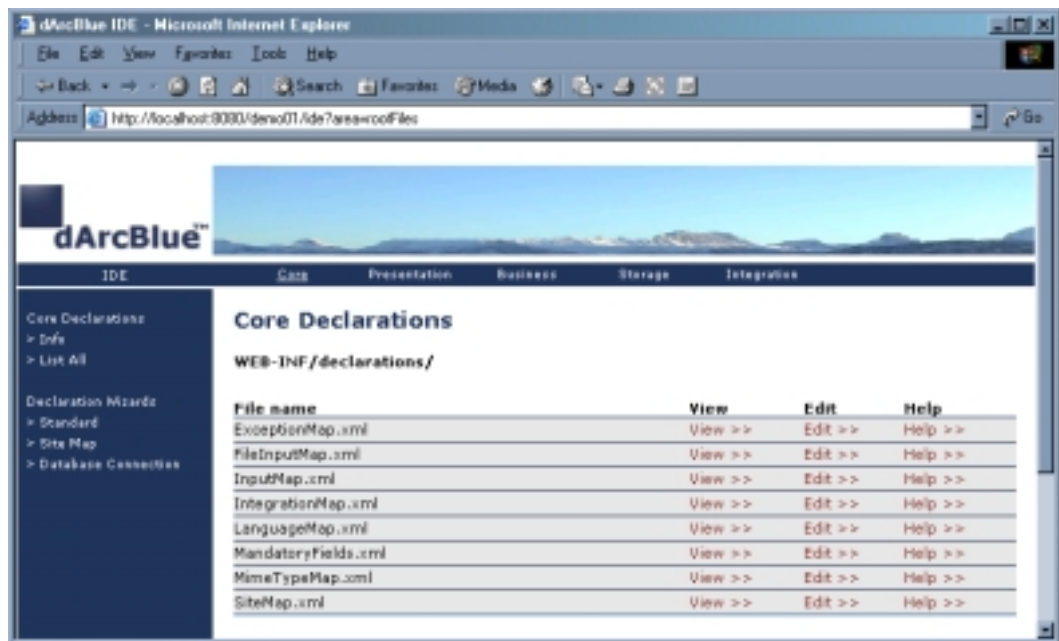 dArcBlue IDE - Microsoft Internet Explorer
File Edit View Favorites Tools Help
Back Search Favorites Media
Address http://localhost:8080/demo01/ide?area=rootFiles Go
dArcBlue™
IDE Core Presentation Business Storage Integration
Core Declarations
> Info
> List All
Declaration Wizards
> Standard
> Site Map
> Database Connection
Core Declarations
WEB-INF/declarations/
File name View Edit Help
ExceptionMap.xml View >> Edit >> Help >>
FileInputMap.xml View >> Edit >> Help >>
InputMap.xml View >> Edit >> Help >>
IntegrationMap.xml View >> Edit >> Help >>
LanguageMap.xml View >> Edit >> Help >>
MandatoryFields.xml View >> Edit >> Help >>
MimeTypeMap.xml View >> Edit >> Help >>
SiteMap.xml View >> Edit >> Help >>